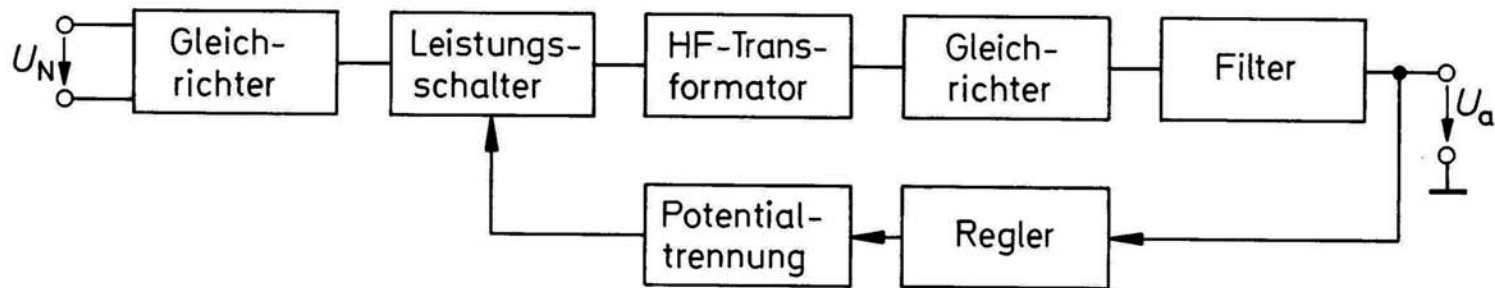 U_N
Gleich-
richter
Leistungs-
schalter
HF-Trans-
formator
Gleich-
richter
Filter
U_a
Potential-
trennung
Regler